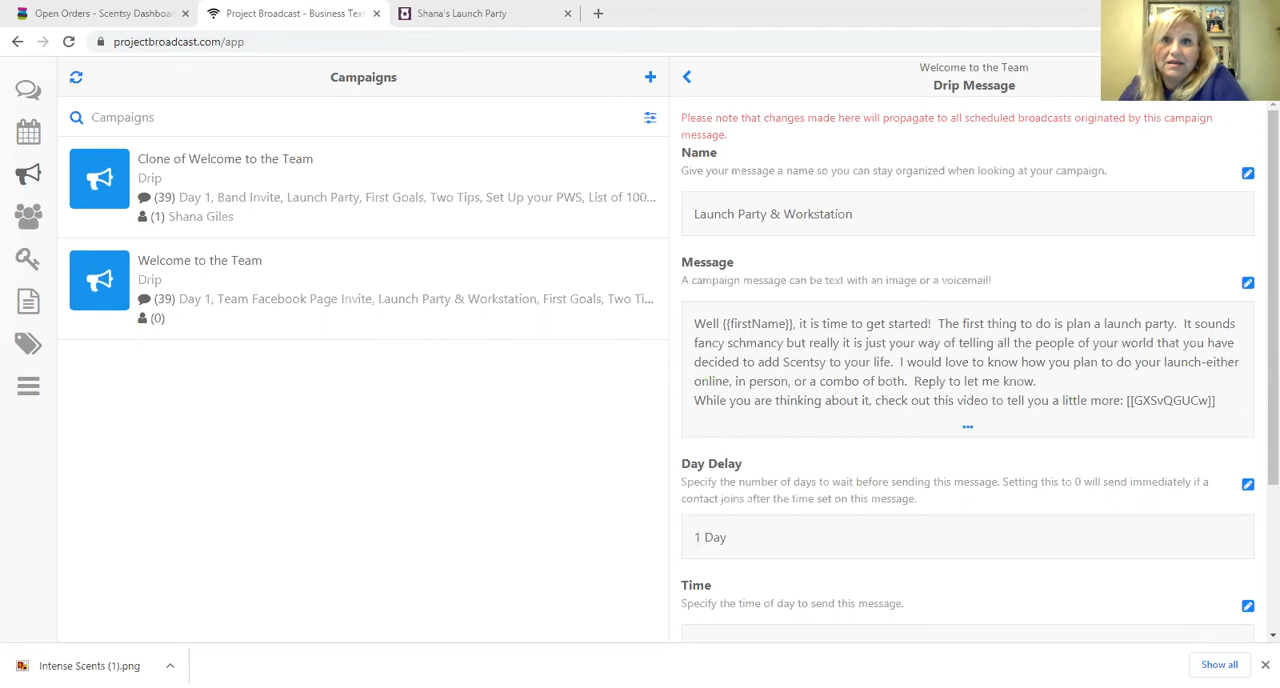 Open Orders - Scentsy Dashboa
Project Broadcast - Business Text
Shana's Launch Party
projectbroadcast.com/app
Campaigns
Campaigns
Clone of Welcome to the Team
Drip
(39) Day 1, Band Invite, Launch Party, First Goals, Two Tips, Set Up your PWS, List of 100...
(1) Shana Giles
Welcome to the Team
Drip
(39) Day 1, Team Facebook Page Invite, Launch Party & Workstation, First Goals, Two Ti...
(0)
Welcome to the Team
Drip Message
Please note that changes made here will propagate to all scheduled broadcasts originated by this campaign
message.
Name
Give your message a name so you can stay organized when looking at your campaign.
Launch Party & Workstation
Message
A campaign message can be text with an image or a voicemail!
Well {{firstName}}, it is time to get started! The first thing to do is plan a launch party. It sounds
fancy schmancy but really it is just your way of telling all the people of your world that you have
decided to add Scentsy to your life. I would love to know how you plan to do your launch-either
online, in person, or a combo of both. Reply to let me know.
While you are thinking about it, check out this video to tell you a little more: [[GXSvQGUCw]]
Day Delay
Specify the number of days to wait before sending this message. Setting this to 0 will send immediately if a
contact joins after the time set on this message.
1 Day
Time
Specify the time of day to send this message.
Intense Scents (1).png
Show all